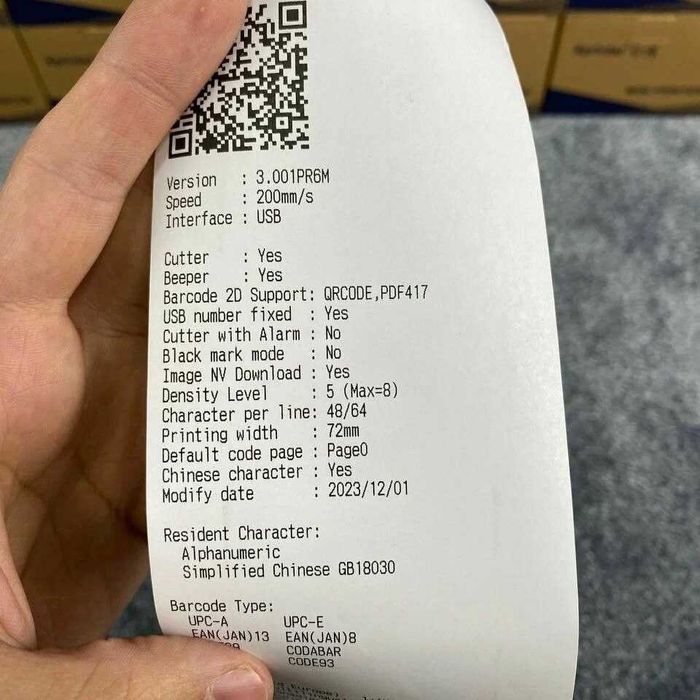 Version : 3.001PR6M
Speed : 200mm/s
Interface : USB
Cutter : Yes
Beeper : Yes
Barcode 2D Support: QRCODE,PDF417
USB number fixed : Yes
Cutter with Alarm : No
Black mark mode : No
Image NV Download : Yes
Density Level : 5 (Max=8)
Character per line: 48/64
Printing width : 72mm
Default code page : Page0
Chinese character : Yes
Modify date : 2023/12/01
Resident Character:
Alphanumeric
Simplified Chinese GB18030
Barcode Type:
UPC-A UPC-E
EAN(JAN)13 EAN(JAN)8
CODABAR
CODE93